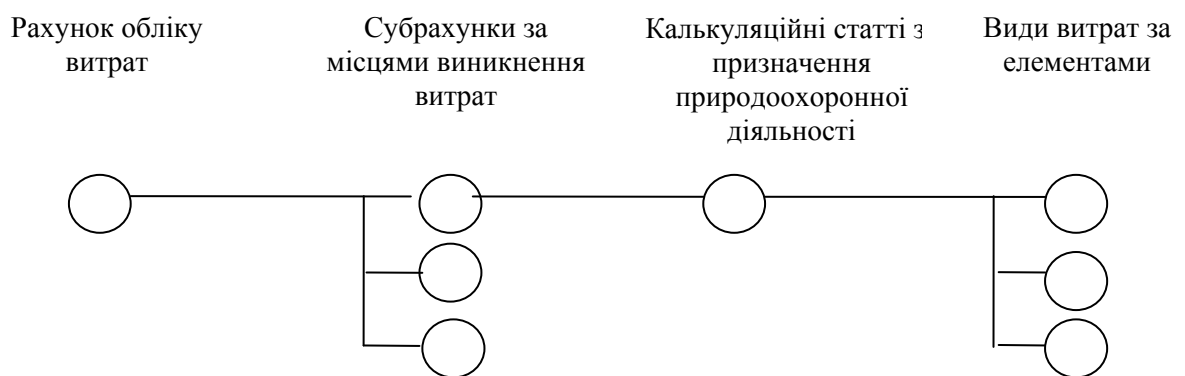 Рахунок обліку
витрат
Субрахунки за
місцями виникнення
витрат
Калькуляційні статті з
призначення
природоохоронної
діяльності
Види витрат за
елементами